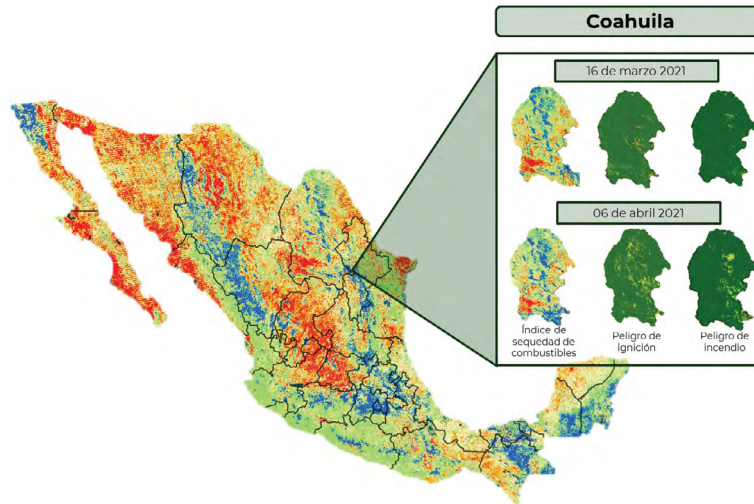 Coahuila
16 de marzo 2021
06 de abril 2021
Índice de
sequedad de
combustibles
Peligro de
ignición
Peligro de
incendio